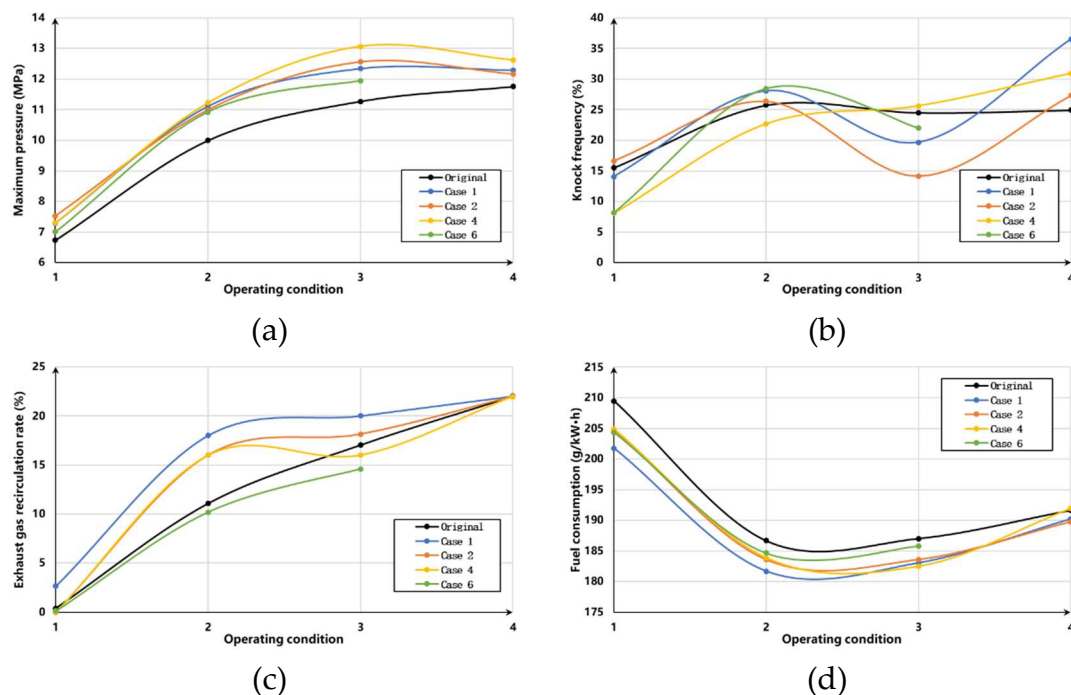 Maximum pressure (MPa)
14
13
12
11
10
9
8
7
6
1
2
3
4
Operating condition
Original
Case 1
Case 2
Case 4
Case 6
(a)
Knock frequency (%)
40
35
30
25
20
15
10
5
0
1
2
3
4
Operating condition
Original
Case 1
Case 2
Case 4
Case 6
(b)
Exhaust gas recirculation rate (%)
25
20
15
10
5
0
1
2
3
4
Operating condition
Original
Case 1
Case 2
Case 4
Case 6
(c)
Fuel consumption (g/kW·h)
215
210
205
200
195
190
185
180
175
1
2
3
4
Operating condition
Original
Case 1
Case 2
Case 4
Case 6
(d)